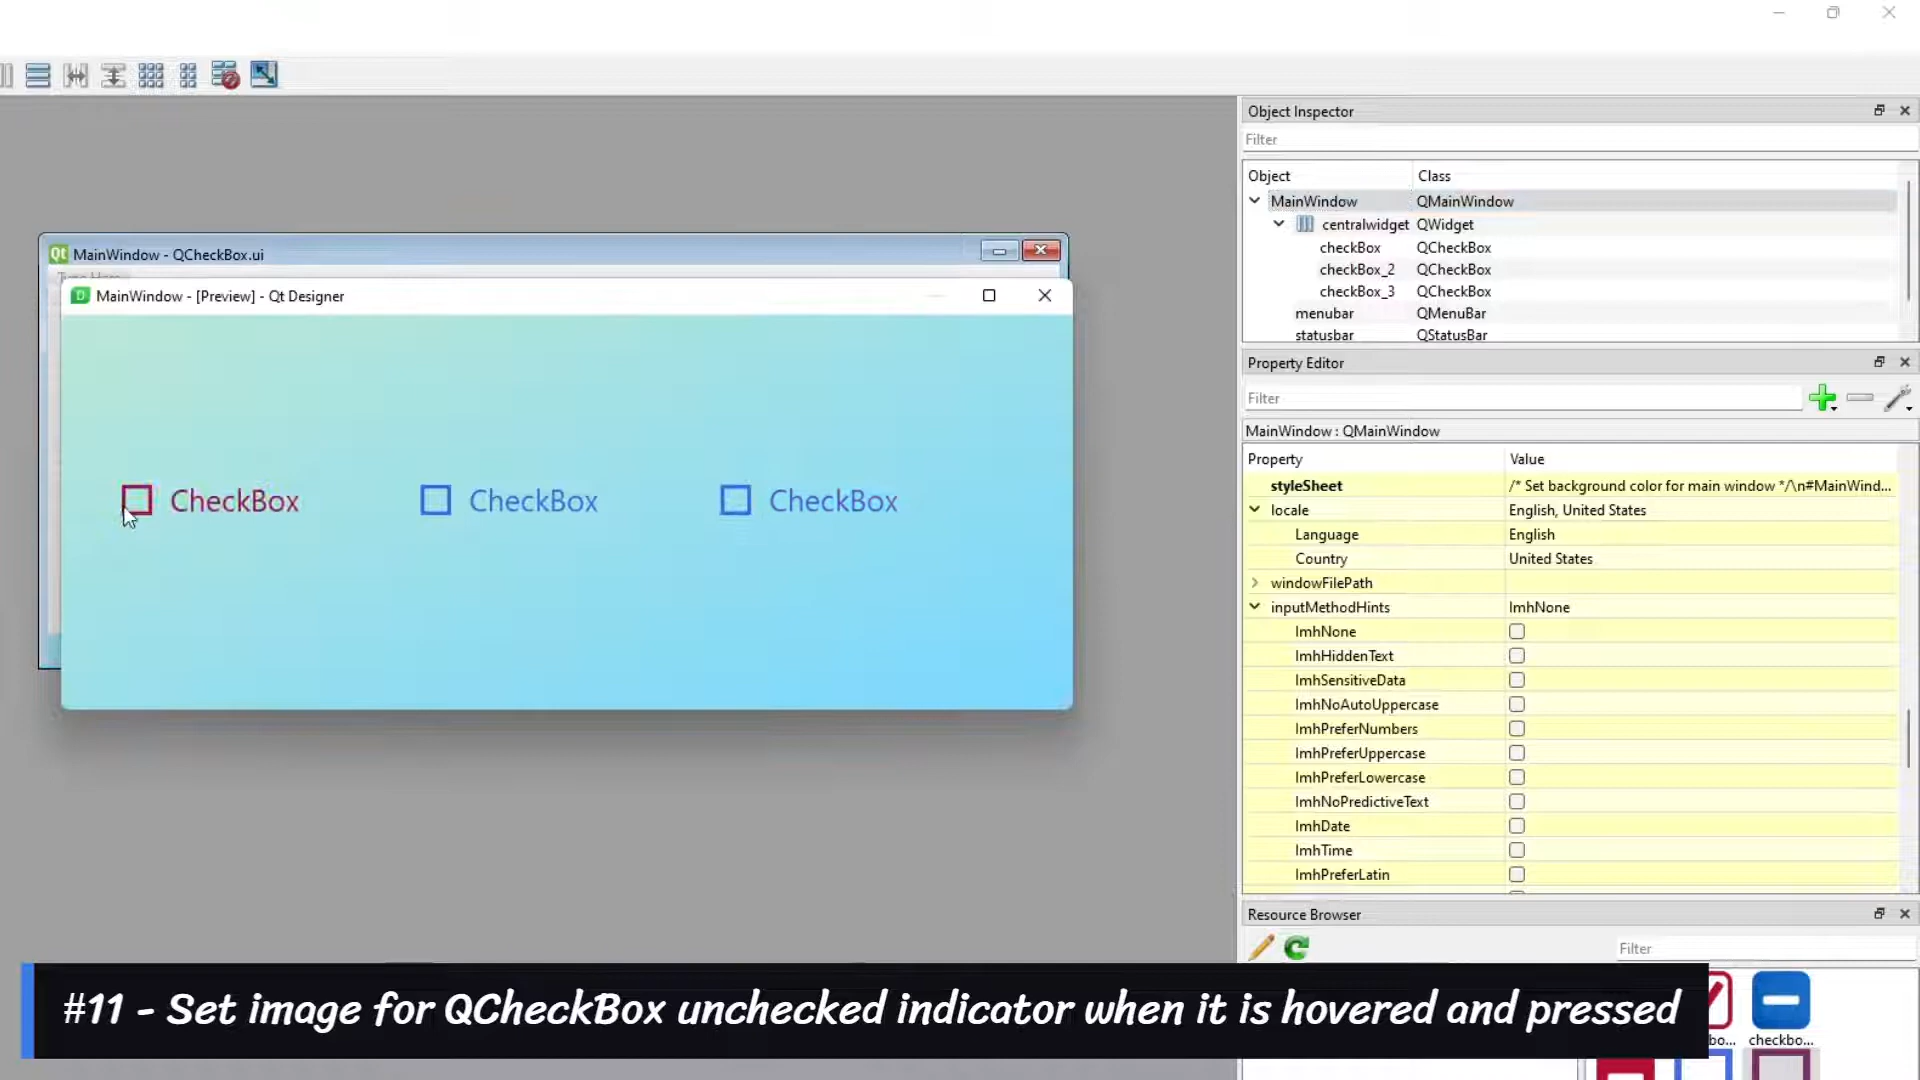 Object Inspector
Filter
Object Class
MainWindow QMainWindow
centralwidget QWidget
checkBox QCheckBox
checkBox_2 QCheckBox
checkBox_3 QCheckBox
menubar QMenuBar
statusbar QStatusBar
Qt MainWindow - QCheckBox.ui
Type Here
MainWindow - [Preview] - Qt Designer
CheckBox CheckBox CheckBox
Property Editor
Filter
MainWindow : QMainWindow
Property Value
styleSheet /* Set background color for main window */\n#MainWind...
locale English, United States
Language English
Country United States
windowFilePath
inputMethodHints ImhNone
ImhNone
ImhHiddenText
ImhSensitiveData
ImhNoAutoUppercase
ImhPreferNumbers
ImhPreferUppercase
ImhPreferLowercase
ImhNoPredictiveText
ImhDate
ImhTime
ImhPreferLatin
Resource Browser
Filter
bo... checkbo...
#11 - Set image for QCheckBox unchecked indicator when it is hovered and pressed